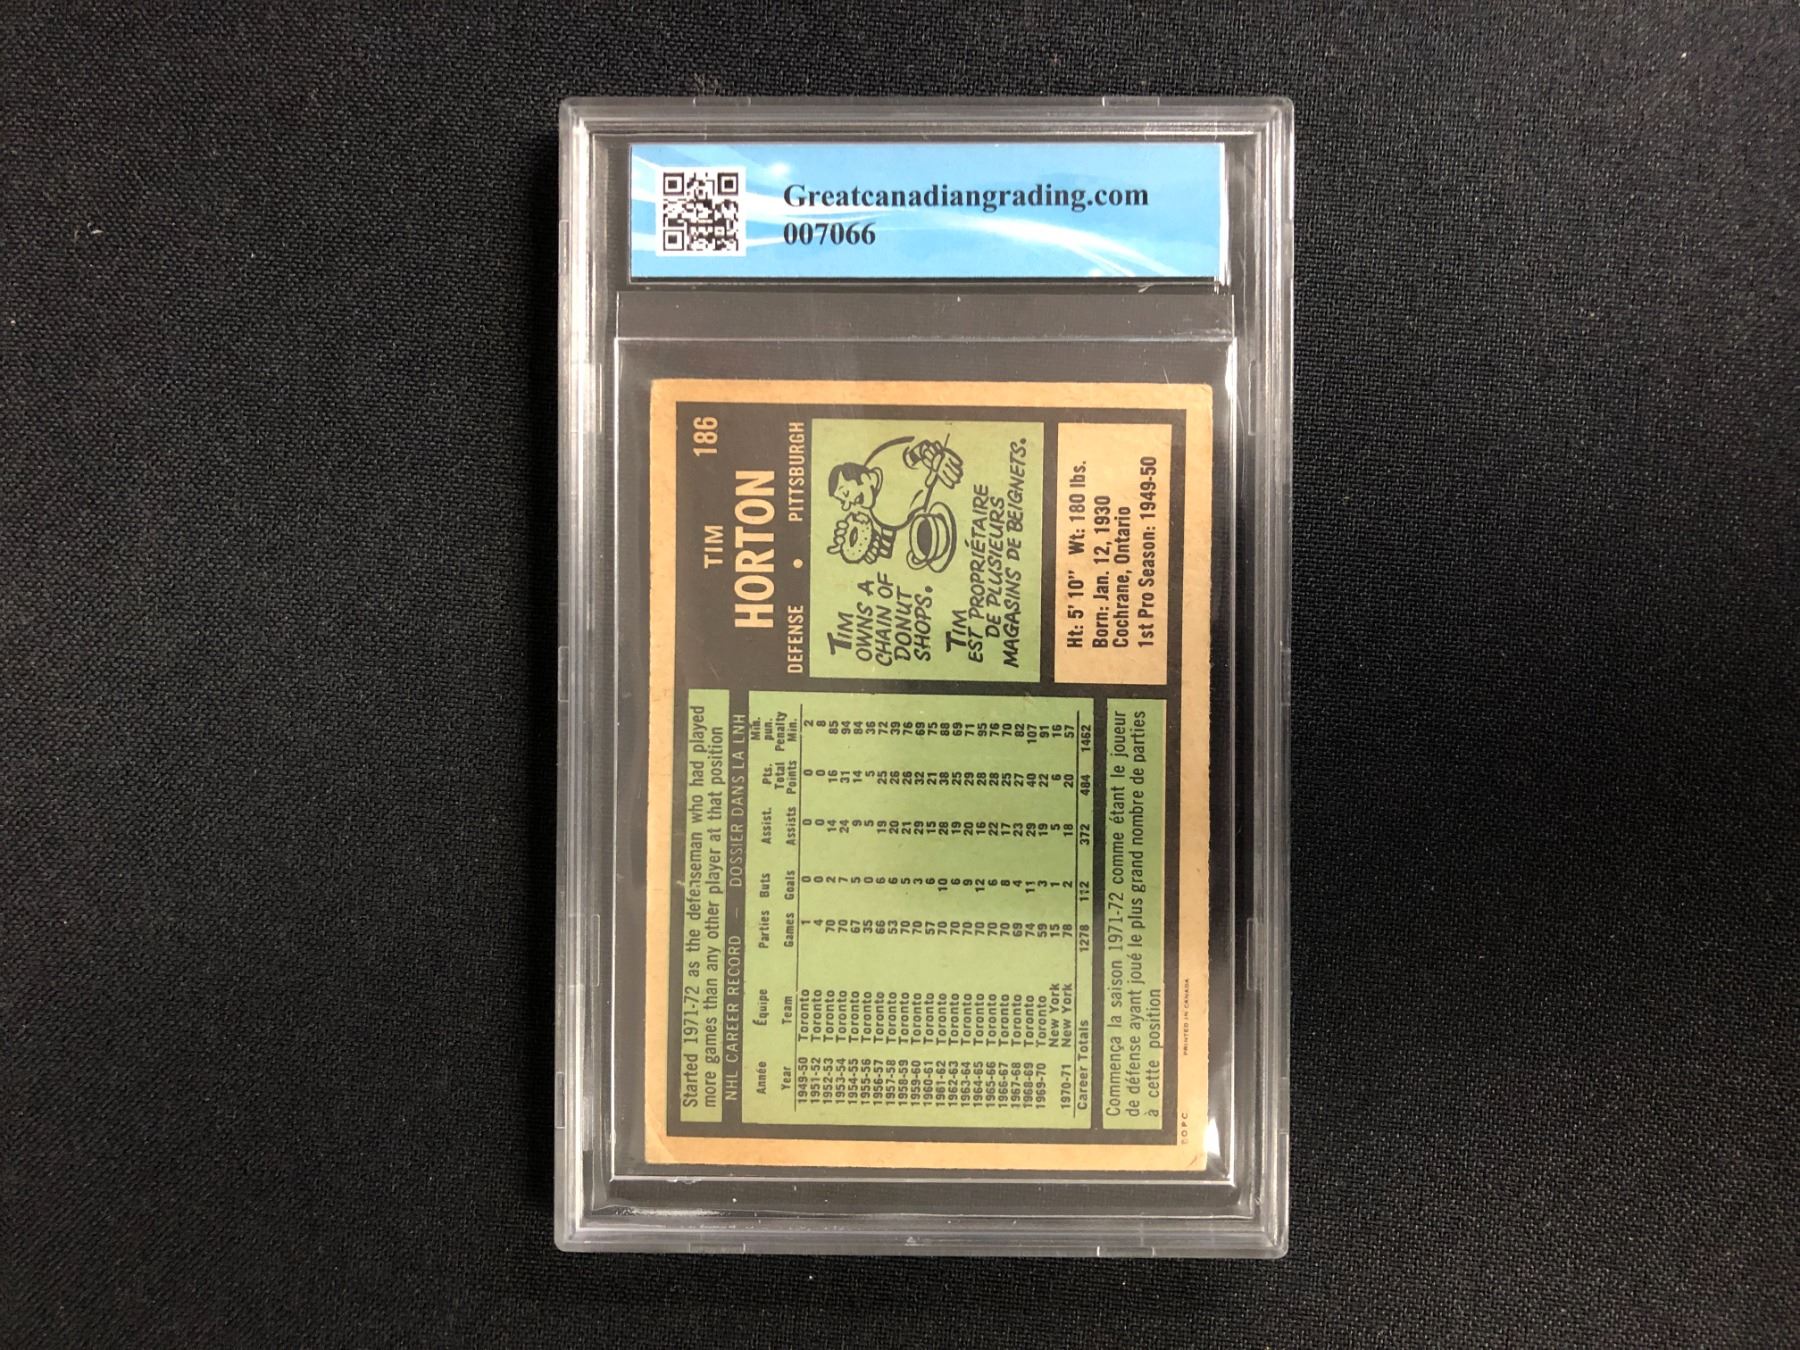 Greatcanadiangrading.com
007066
Started 1971-72 as the defenseman who had played
more games than any other player at that position
NHL CAREER RECORD — DOSSIER DANS LA LNH
Année Équipe Parties Buts Assist. Pts. Min. pun.
Year Team Games Goals Assists Total Points Penalty Min.
1949-50 Toronto 1 0 0 0 2
1951-52 Toronto 4 0 0 0 8
1952-53 Toronto 70 2 14 16 85
1953-54 Toronto 70 7 24 31 94
1954-55 Toronto 67 5 9 14 84
1955-56 Toronto 35 0 5 5 36
1956-57 Toronto 66 6 19 25 72
1957-58 Toronto 53 6 20 26 39
1958-59 Toronto 70 5 21 26 76
1959-60 Toronto 70 3 29 32 69
1960-61 Toronto 57 6 15 21 75
1961-62 Toronto 70 10 28 38 88
1962-63 Toronto 70 6 19 25 69
1963-64 Toronto 70 9 20 29 71
1964-65 Toronto 70 12 16 28 95
1965-66 Toronto 70 6 22 28 76
1966-67 Toronto 70 8 17 25 70
1967-68 Toronto 69 4 23 27 82
1968-69 Toronto 74 11 29 40 107
1969-70 Toronto 59 3 19 22 91
New York 15 1 5 6 16
1970-71 New York 78 2 18 20 57
Career Totals 1278 112 372 484 1462
Commença la saison 1971-72 comme étant le joueur
de défense ayant joué le plus grand nombre de parties
à cette position
TIM 186
HORTON
DEFENSE • PITTSBURGH
TIM
OWNS A
CHAIN OF
DONUT
SHOPS.
TIM
EST PROPRIÉTAIRE
DE PLUSIEURS
MAGASINS DE BEIGNETS.
Ht: 5' 10" Wt: 180 lbs.
Born: Jan. 12, 1930
Cochrane, Ontario
1st Pro Season: 1949-50
©O.P.C. PRINTED IN CANADA